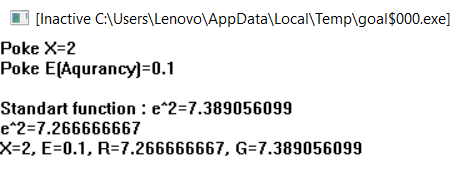 [Inactive C:\Users\Lenovo\AppData\Local\Temp\goal$000.exe]
Poke X=2
Poke E(Aqurancy)=0.1
Standart function : e^2=7.389056099
e^2=7.266666667
X=2, E=0.1, R=7.266666667, G=7.389056099